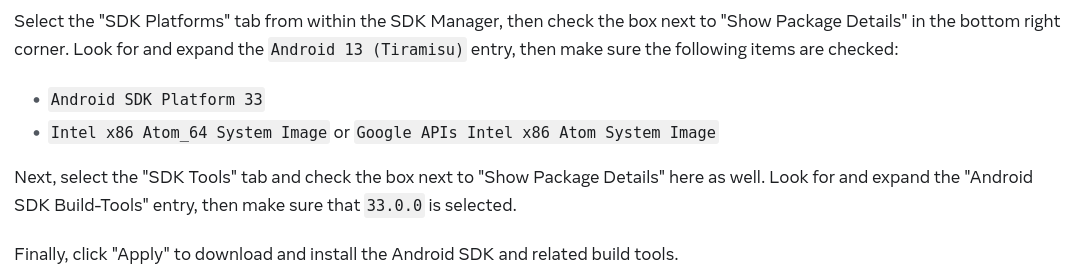 Select the "SDK Platforms" tab from within the SDK Manager, then check the box next to "Show Package Details" in the bottom right
corner. Look for and expand the Android 13 (Tiramisu) entry, then make sure the following items are checked:
• Android SDK Platform 33
• Intel x86 Atom_64 System Image or Google APIs Intel x86 Atom System Image
Next, select the "SDK Tools" tab and check the box next to "Show Package Details" here as well. Look for and expand the "Android
SDK Build-Tools" entry, then make sure that 33.0.0 is selected.
Finally, click "Apply" to download and install the Android SDK and related build tools.